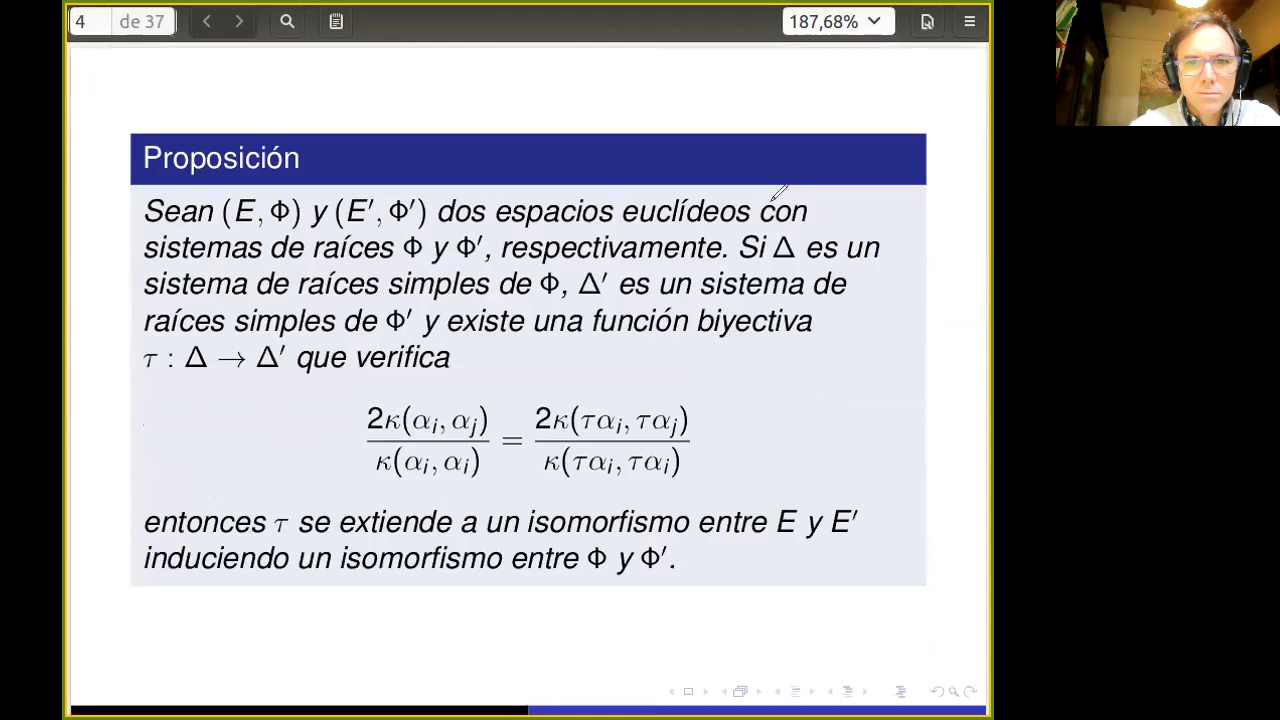 4 de 37 187,68%
Proposición
Sean (E, Φ) y (E′, Φ′) dos espacios euclídeos con
sistemas de raíces Φ y Φ′, respectivamente. Si Δ es un
sistema de raíces simples de Φ, Δ′ es un sistema de
raíces simples de Φ′ y existe una función biyectiva
τ : Δ → Δ′ que verifica
2κ(αᵢ, αⱼ) / κ(αᵢ, αᵢ) = 2κ(ταᵢ, ταⱼ) / κ(ταᵢ, ταᵢ)
entonces τ se extiende a un isomorfismo entre E y E′
induciendo un isomorfismo entre Φ y Φ′.